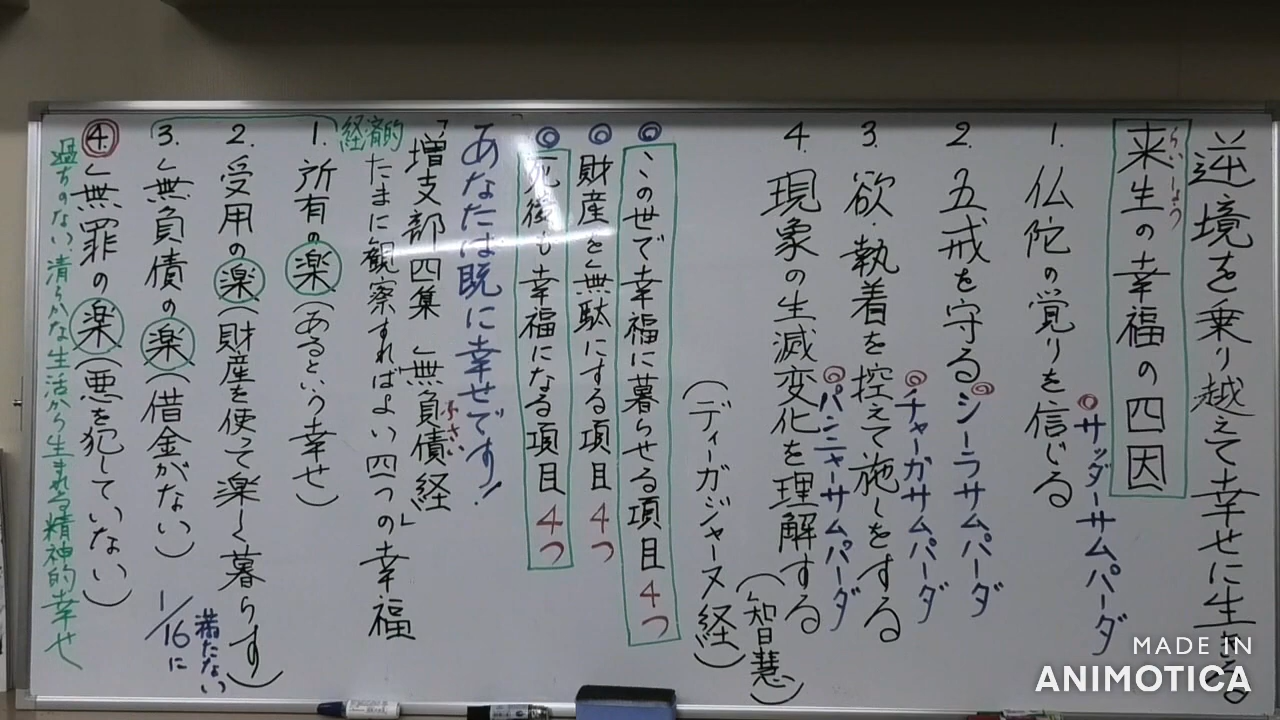 逆境を乗り越えて幸せに生きる。
らいしょう
来生の幸福の四因
1. 仏陀の覚りを信じる
◎サッダーサムパーダ
2. 五戒を守る
◎シーラサムパーダ
3. 欲・執着を控えて施しをする
◎チャーガサムパーダ
4. 現象の生滅変化を理解する
◎パンニャーサムパーダ
(智慧)
(ディーガジャーヌ経)
◎この世で幸福に暮らせる項目4つ
◎財産を無駄にする項目4つ
◎死後も幸福になる項目4つ
あなたは既に幸せです!
「増支部四集 「無負債経」
ふさい
たまに観察すればよい四つの幸福
経済的
1. 所有の楽(あるという幸せ)
2. 受用の楽(財産を使って楽しく暮らす)
3. 無負債の楽(借金がない)
4. 無罪の楽(悪を犯していない)
1/16に
満たない
過ちのない、清らかな生活から生まれる精神的幸せ
MADE IN
ANIMOTICA